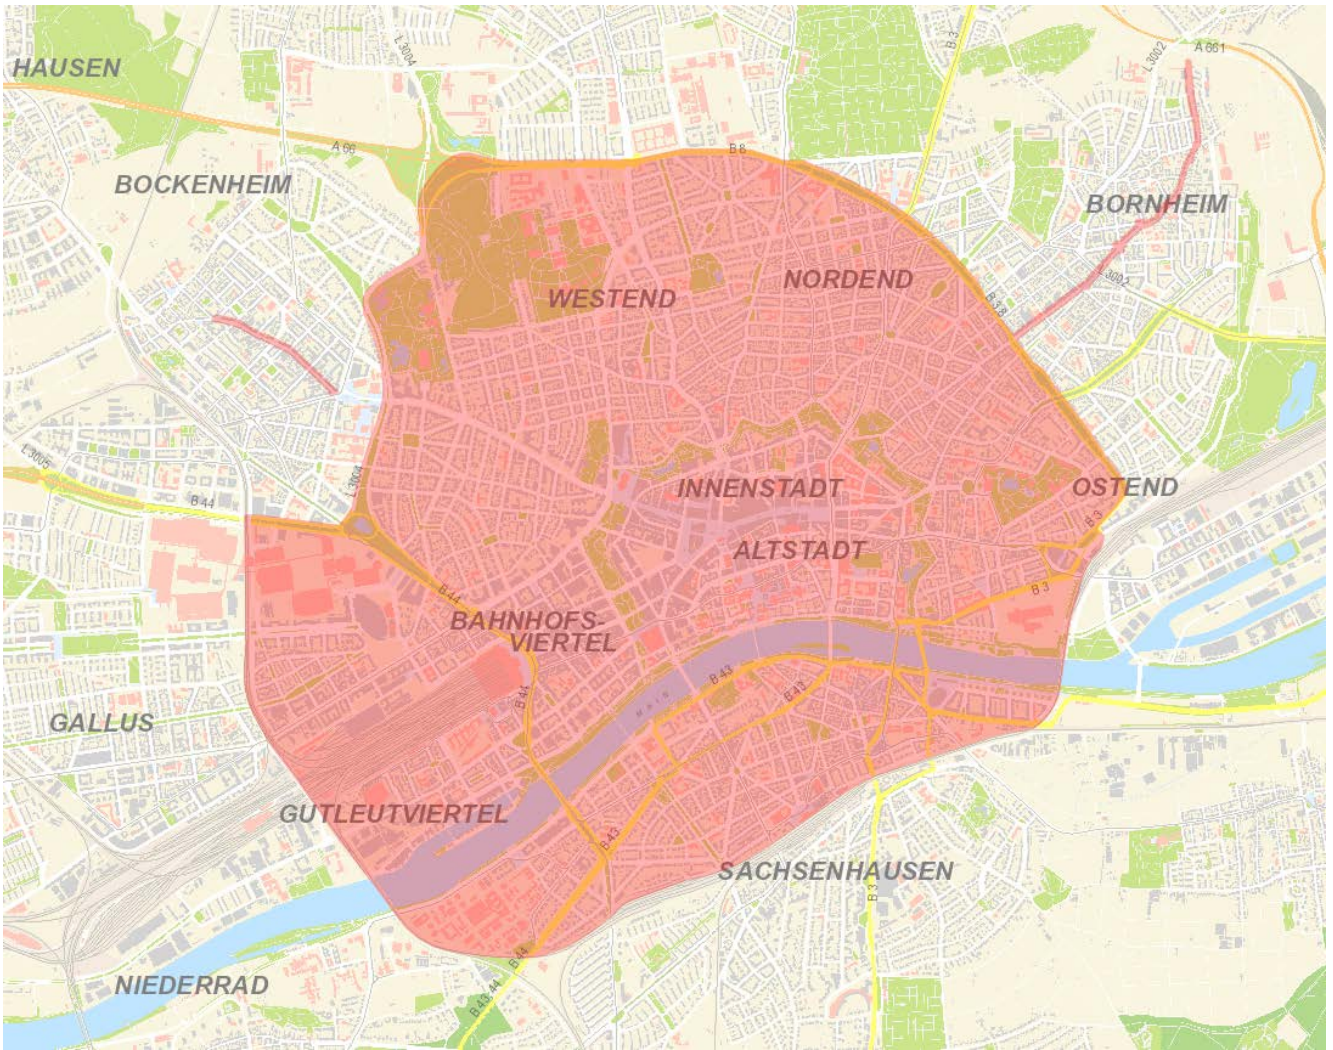 HAUSEN
L 3004
B 3
L 3002
A 661
A 66
B 8
BOCKENHEIM
BORNHEIM
WESTEND
NORDEND
L 3002
B 3,8
L 3005
B 44
L 3004
INNENSTADT
OSTEND
B 3
ALTSTADT
B 44
B 3
BAHNHOFS-
VIERTEL
B 44
MAIN
B 43
B 43
GALLUS
GUTLEUTVIERTEL
B 43
SACHSENHAUSEN
B 3
B 44
NIEDERRAD
B 43,44